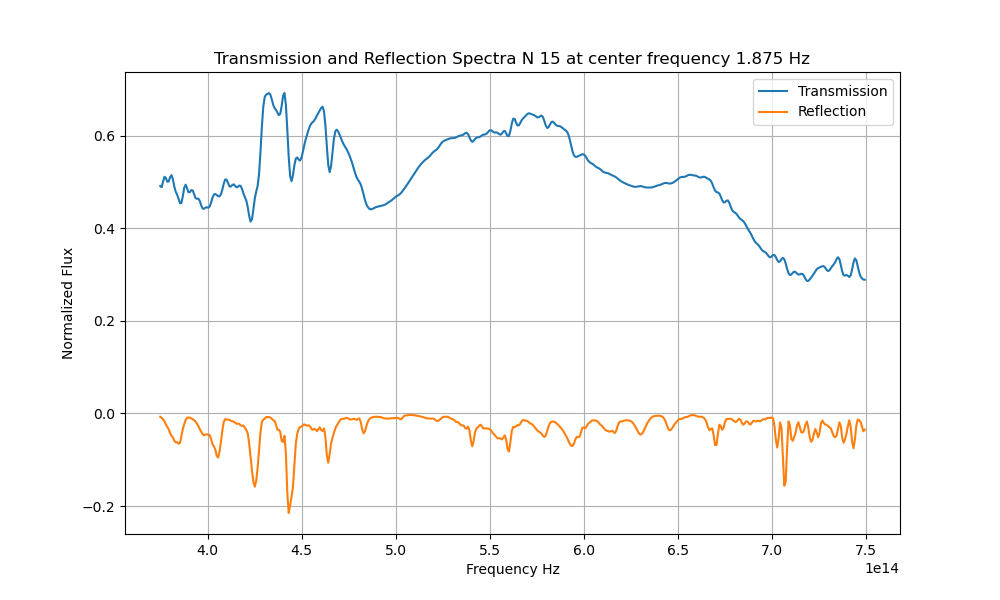 Transmission and Reflection Spectra N 15 at center frequency 1.875 Hz
Transmission
Reflection
Normalized Flux
0.6
0.4
0.2
0.0
−0.2
4.0 4.5 5.0 5.5 6.0 6.5 7.0 7.5
1e14
Frequency Hz